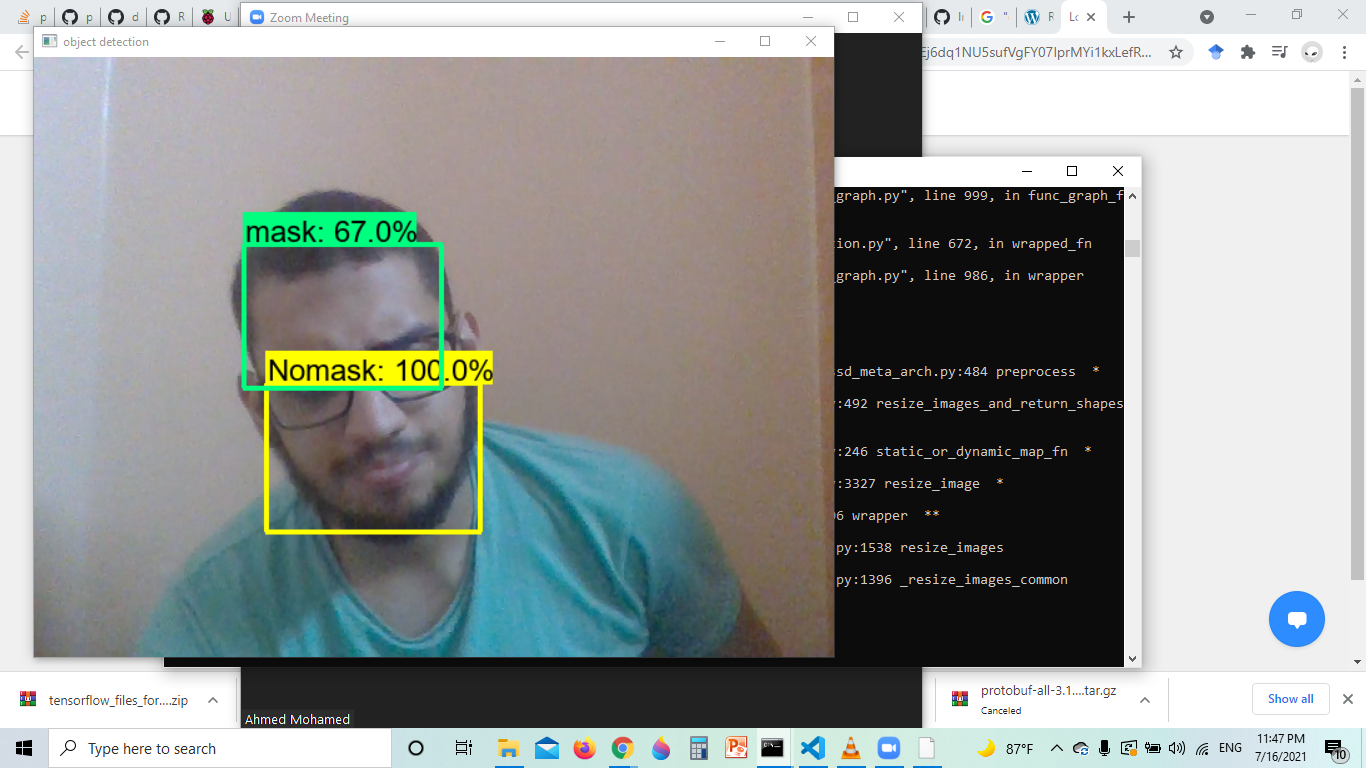 p
p
d
R
U
Zoom Meeting
R
object detection
Ej6dq1NU5sufVgFY07IprMYi1kxLefR...
mask: 67.0%
Nomask: 100.0%
graph.py", line 999, in func_graph_f
ion.py", line 672, in wrapped_fn
graph.py", line 986, in wrapper
ssd_meta_arch.py:484 preprocess *
:492 resize_images_and_return_shapes
:246 static_or_dynamic_map_fn *
:3327 resize_image *
wrapper **
py:1538 resize_images
py:1396 _resize_images_common
tensorflow_files_for....zip
Ahmed Mohamed
protobuf-all-3.1....tar.gz
Canceled
Show all
Type here to search
87°F
ENG
11:47 PM
7/16/2021
10